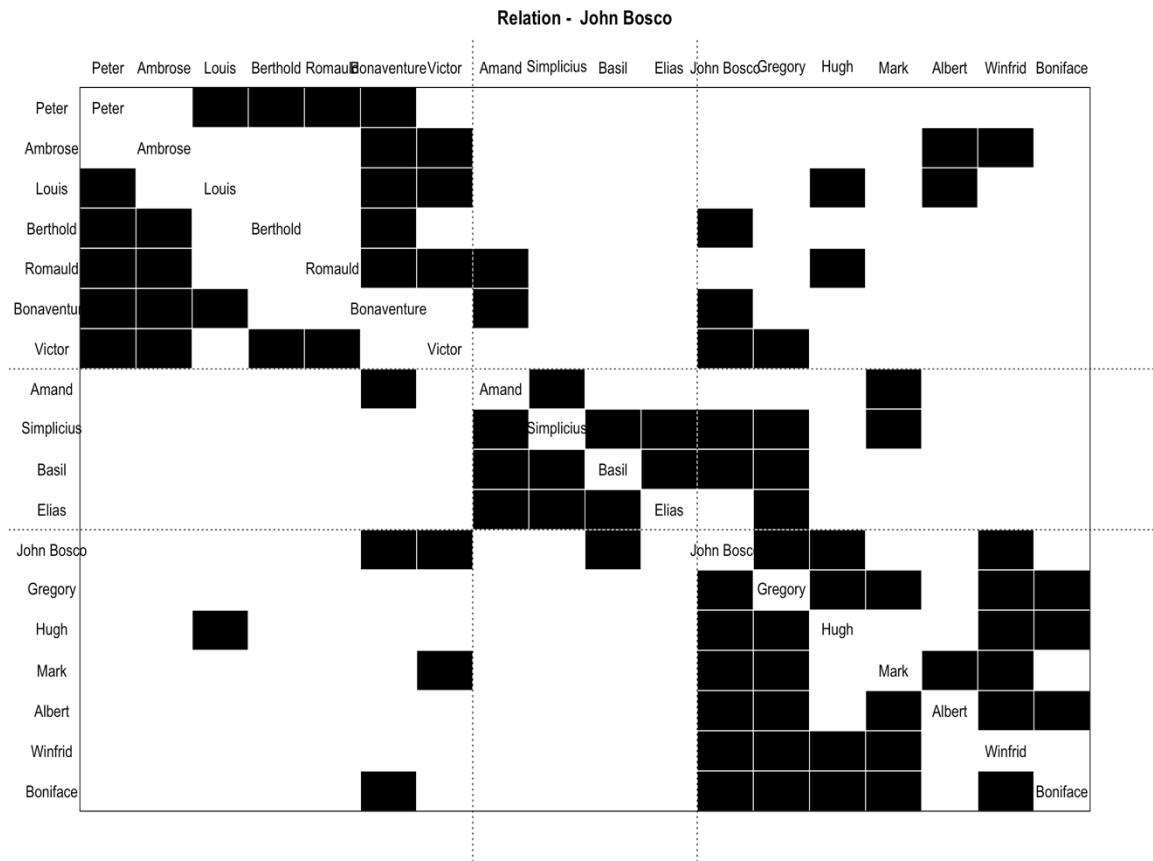 Relation - John Bosco
Peter Ambrose Louis Berthold Romauld Bonaventure Victor Amand Simplicius Basil Elias John Bosco Gregory Hugh Mark Albert Winfrid Boniface
Peter Peter
Ambrose Ambrose
Louis Louis
Berthold Berthold
Romauld Romauld
Bonaventur Bonaventure
Victor Victor
Amand Amand
Simplicius Simplicius
Basil Basil
Elias Elias
John Bosco John Bosco
Gregory Gregory
Hugh Hugh
Mark Mark
Albert Albert
Winfrid Winfrid
Boniface Boniface